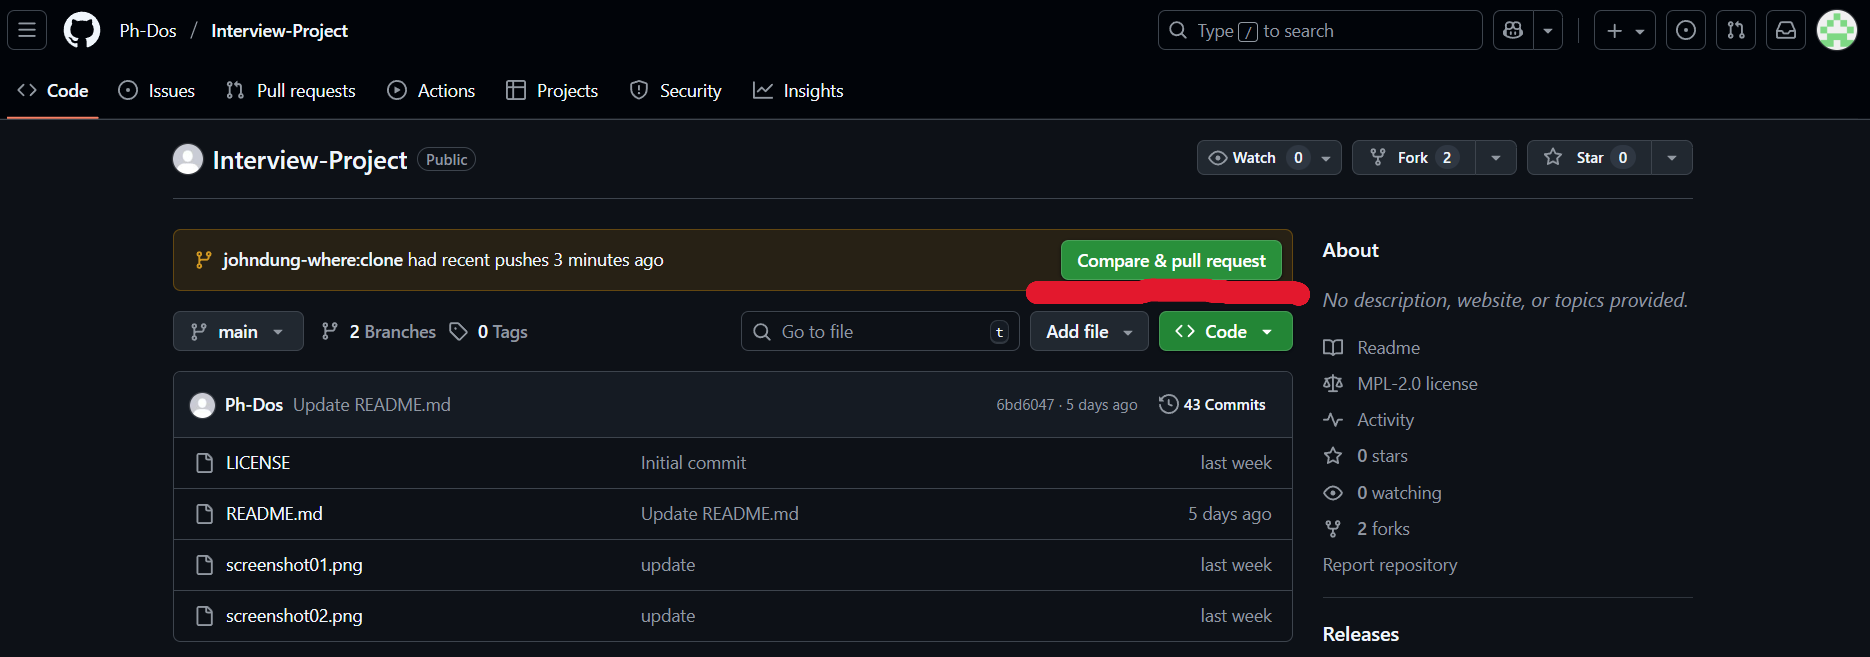 Ph-Dos / Interview-Project
Type / to search
Code
Issues
Pull requests
Actions
Projects
Security
Insights
Interview-Project Public
Watch 0
Fork 2
Star 0
johndung-where:clone had recent pushes 3 minutes ago
Compare & pull request
main
2 Branches
0 Tags
Go to file
t
Add file
Code
Ph-Dos Update README.md
6bd6047 · 5 days ago
43 Commits
LICENSE Initial commit last week
README.md Update README.md 5 days ago
screenshot01.png update last week
screenshot02.png update last week
About
No description, website, or topics provided.
Readme
MPL-2.0 license
Activity
0 stars
0 watching
2 forks
Report repository
Releases